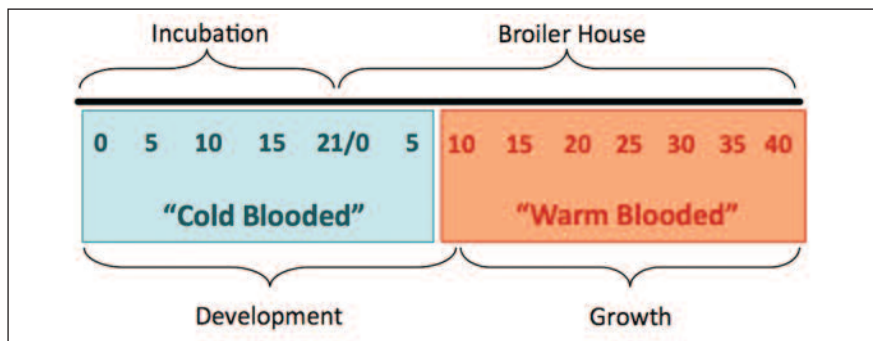 Incubation Broiler House
0 5 10 15 21/0 5 10 15 20 25 30 35 40
“Cold Blooded” “Warm Blooded”
Development Growth